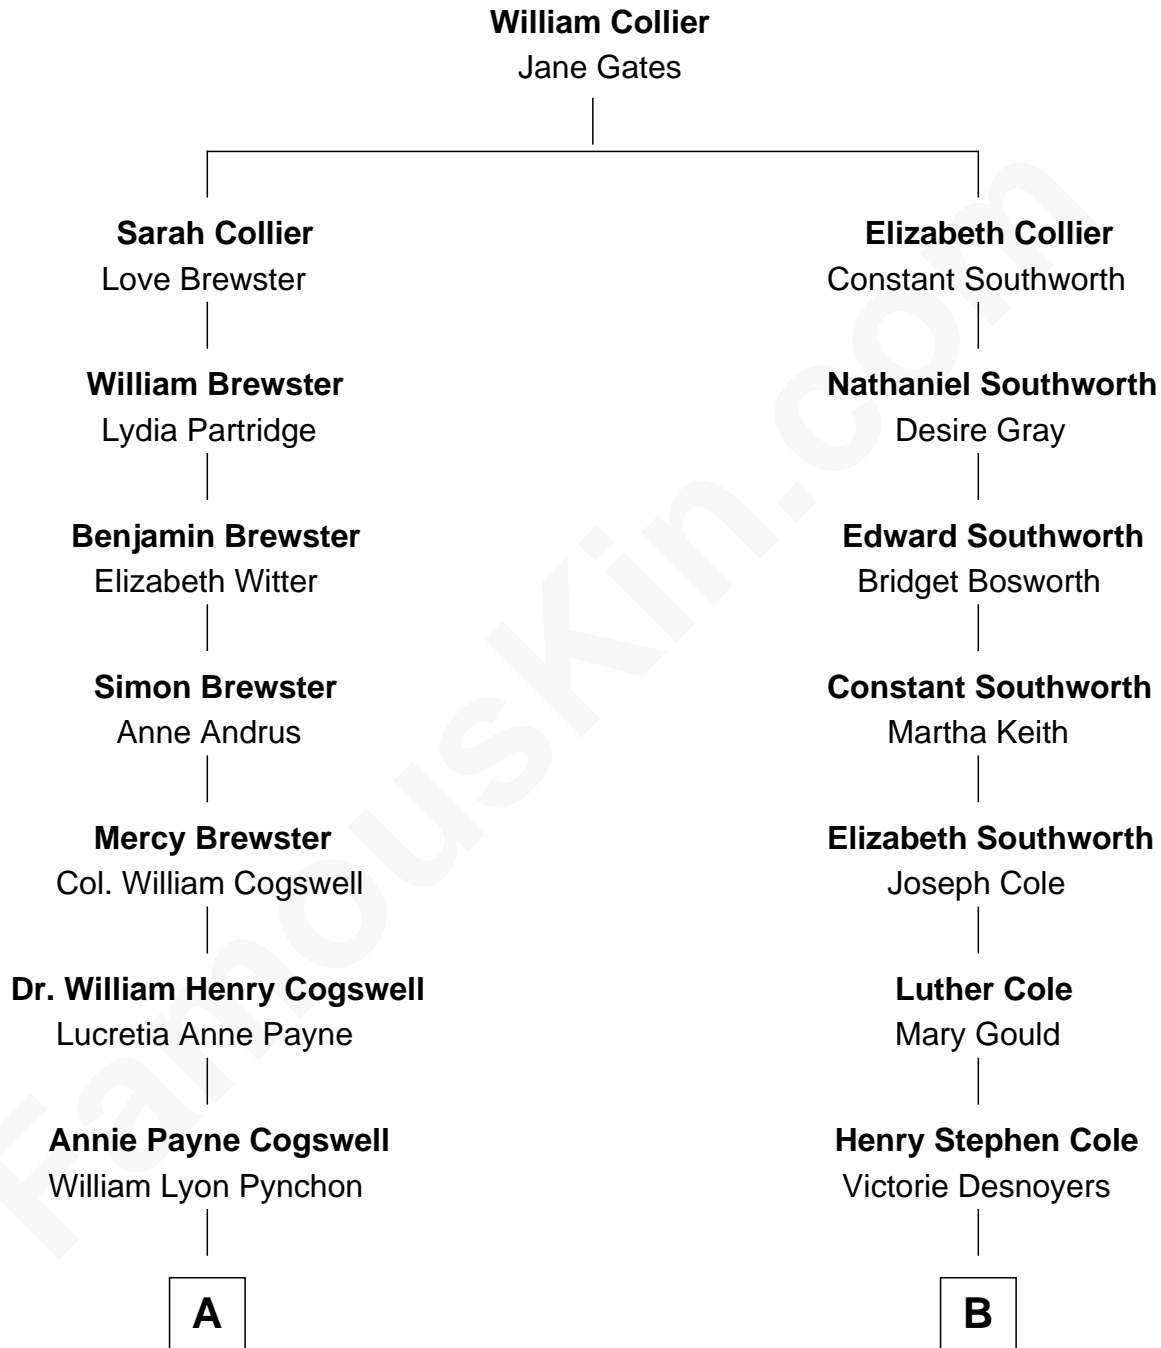 William Collier
Jane Gates
Sarah Collier
Love Brewster
William Brewster
Lydia Partridge
Benjamin Brewster
Elizabeth Witter
Simon Brewster
Anne Andrus
Mercy Brewster
Col. William Cogswell
Dr. William Henry Cogswell
Lucretia Anne Payne
Annie Payne Cogswell
William Lyon Pynchon
A
Elizabeth Collier
Constant Southworth
Nathaniel Southworth
Desire Gray
Edward Southworth
Bridget Bosworth
Constant Southworth
Martha Keith
Elizabeth Southworth
Joseph Cole
Luther Cole
Mary Gould
Henry Stephen Cole
Victorie Desnoyers
B
FamousKin.com